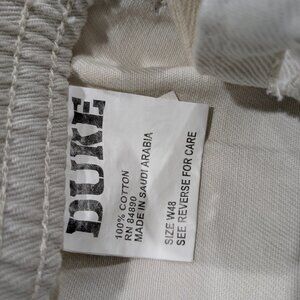 DUKE
100% COTTON
RN 84890
MADE IN SAUDI ARABIA
SIZE W48
SEE REVERSE FOR CARE